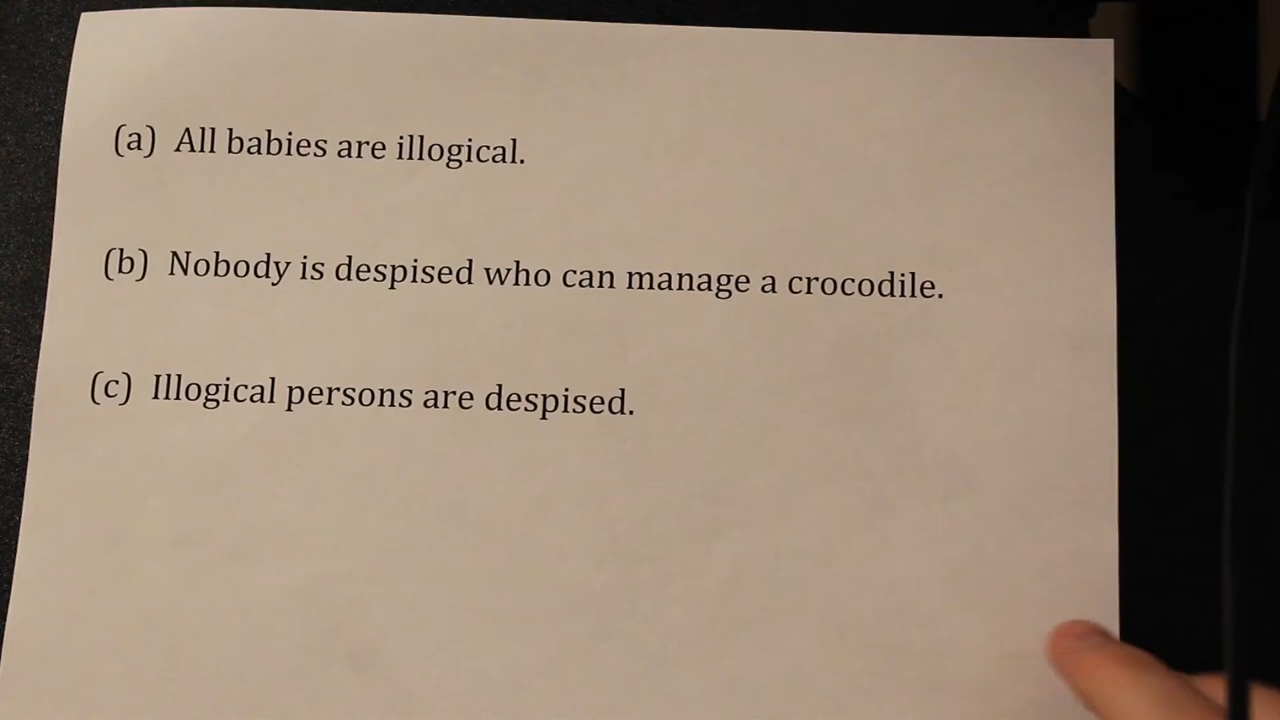 (a) All babies are illogical.
(b) Nobody is despised who can manage a crocodile.
(c) Illogical persons are despised.